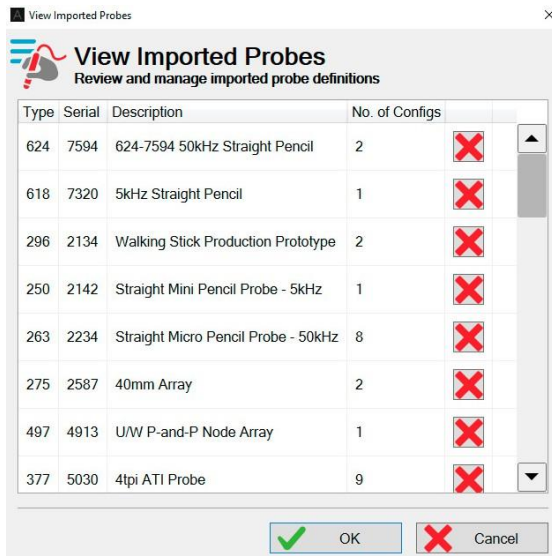 View Imported Probes
View Imported Probes
Review and manage imported probe definitions
Type Serial Description No. of Configs
624 7594 624-7594 50kHz Straight Pencil 2
618 7320 5kHz Straight Pencil 1
296 2134 Walking Stick Production Prototype 2
250 2142 Straight Mini Pencil Probe - 5kHz 1
263 2234 Straight Micro Pencil Probe - 50kHz 8
275 2587 40mm Array 2
497 4913 U/W P-and-P Node Array 1
377 5030 4tpi ATI Probe 9
OK Cancel